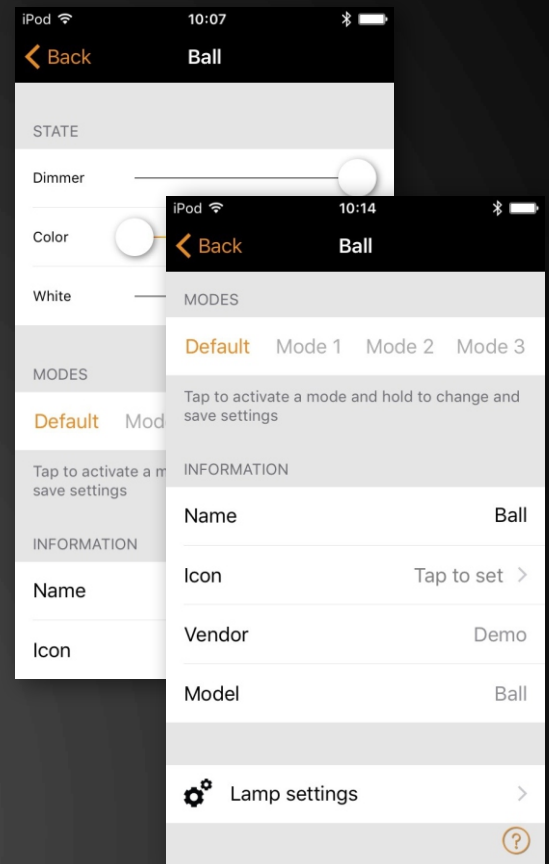 iPod 10:07
Back Ball
STATE
Dimmer
Color
White
MODES
Default Mod
Tap to activate a m
save settings
INFORMATION
Name
Icon
iPod 10:14
Back Ball
MODES
Default Mode 1 Mode 2 Mode 3
Tap to activate a mode and hold to change and
save settings
INFORMATION
Name Ball
Icon Tap to set
Vendor Demo
Model Ball
Lamp settings
?